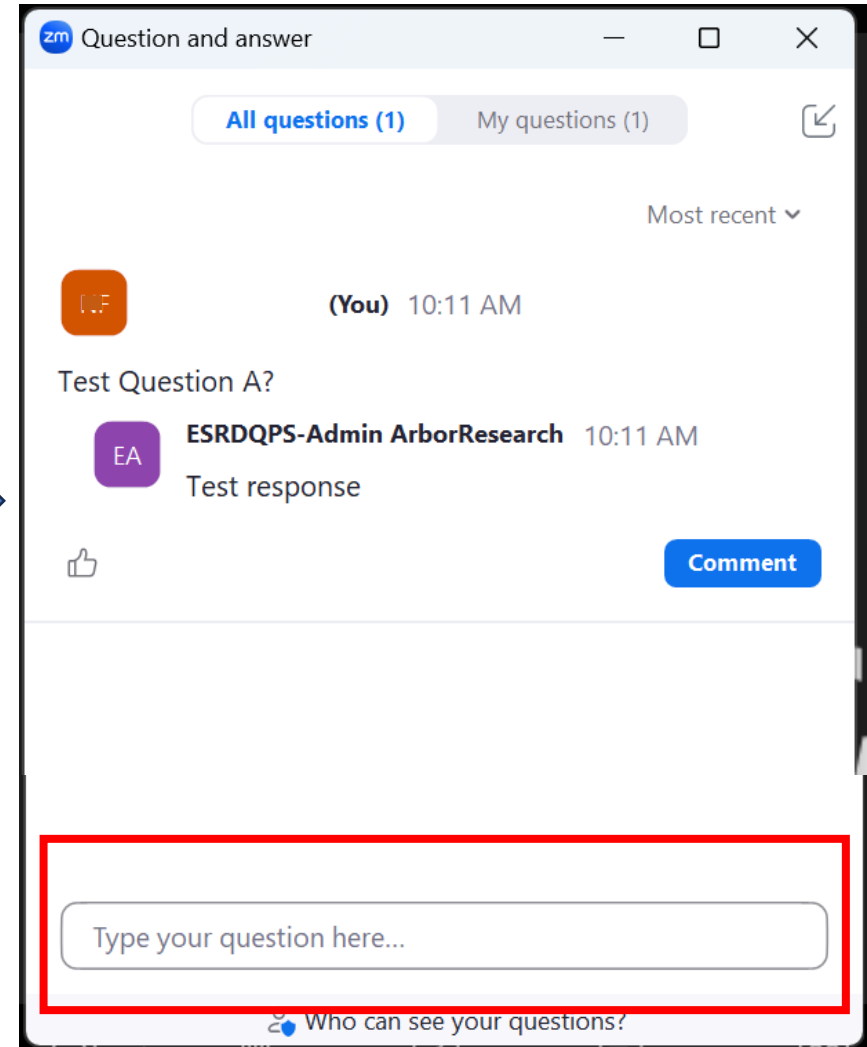 zm Question and answer
All questions (1) My questions (1)
Most recent
(You) 10:11 AM
Test Question A?
EA ESRDQPS-Admin ArborResearch 10:11 AM
Test response
Comment
Type your question here...
Who can see your questions?